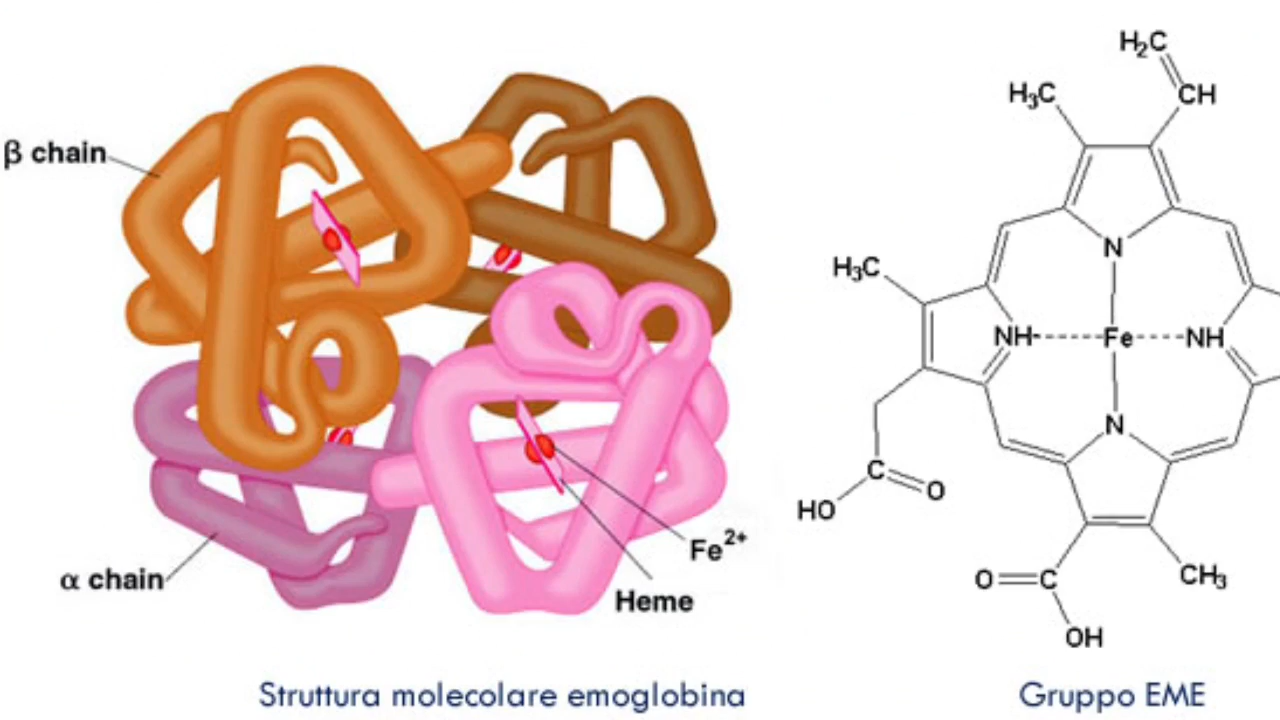 β chain
α chain
Fe²⁺
Heme
Struttura molecolare emoglobina
H₂C
CH
H₃C
N
H₃C
NH
Fe
NH
N
C
O
HO
O
C
CH₃
OH
Gruppo EME